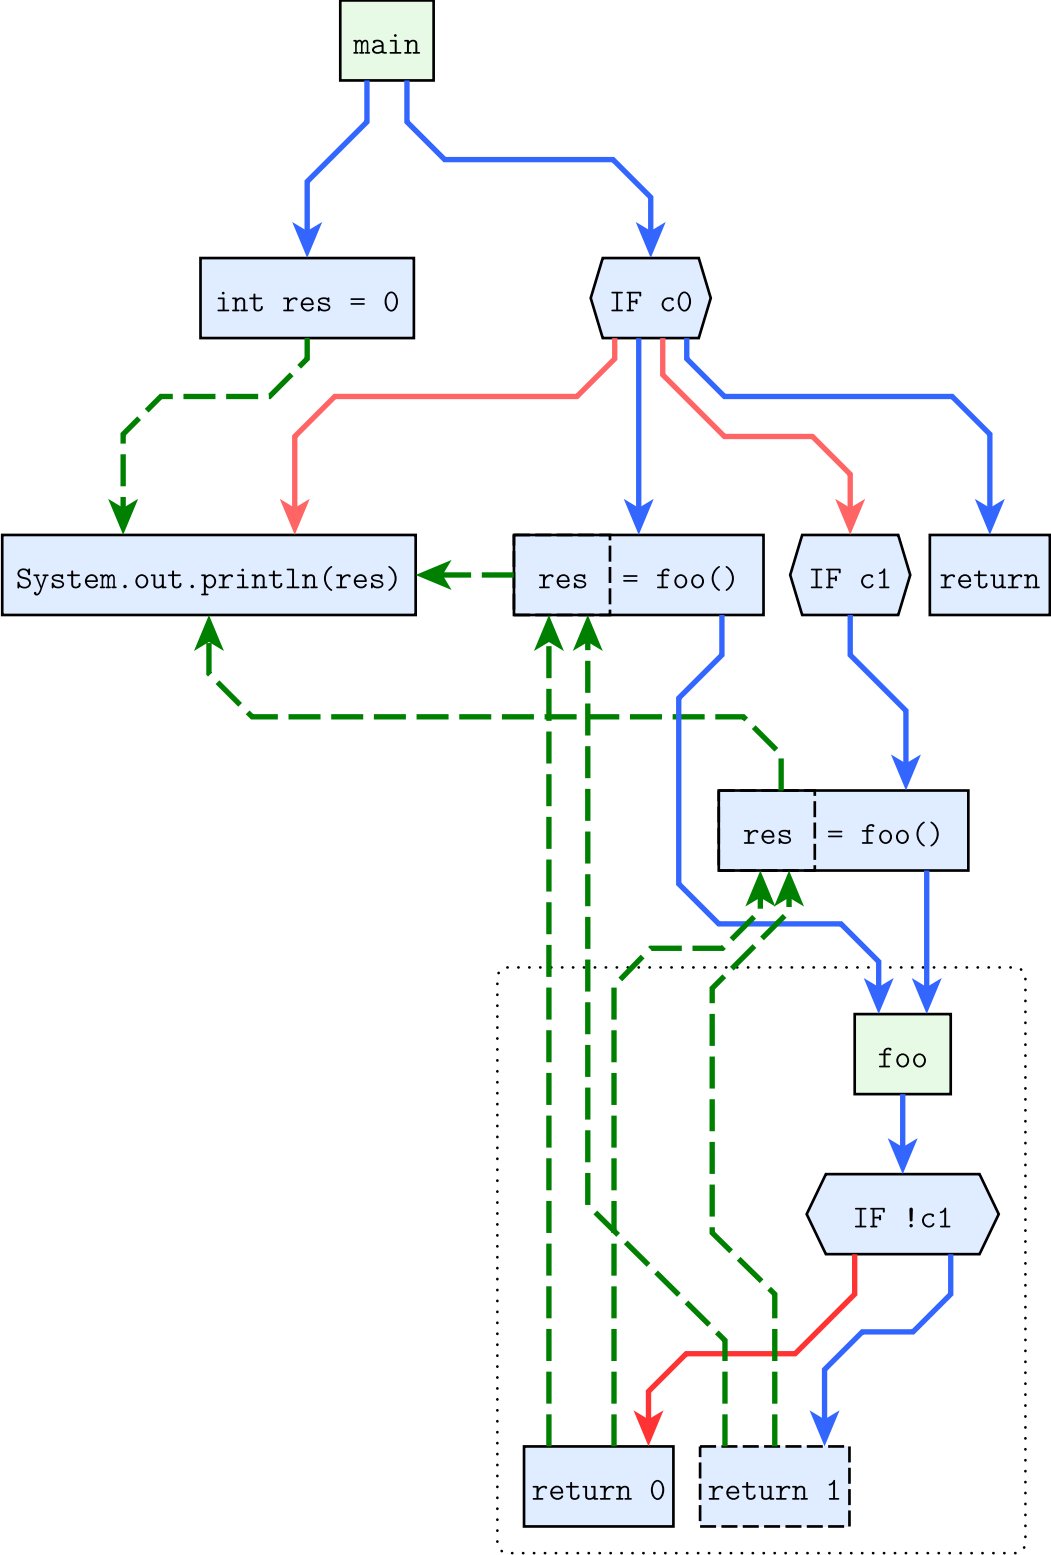 main
int res = 0
IF c0
System.out.println(res)
res = foo()
IF c1
return
res = foo()
foo
IF !c1
return 0
return 1